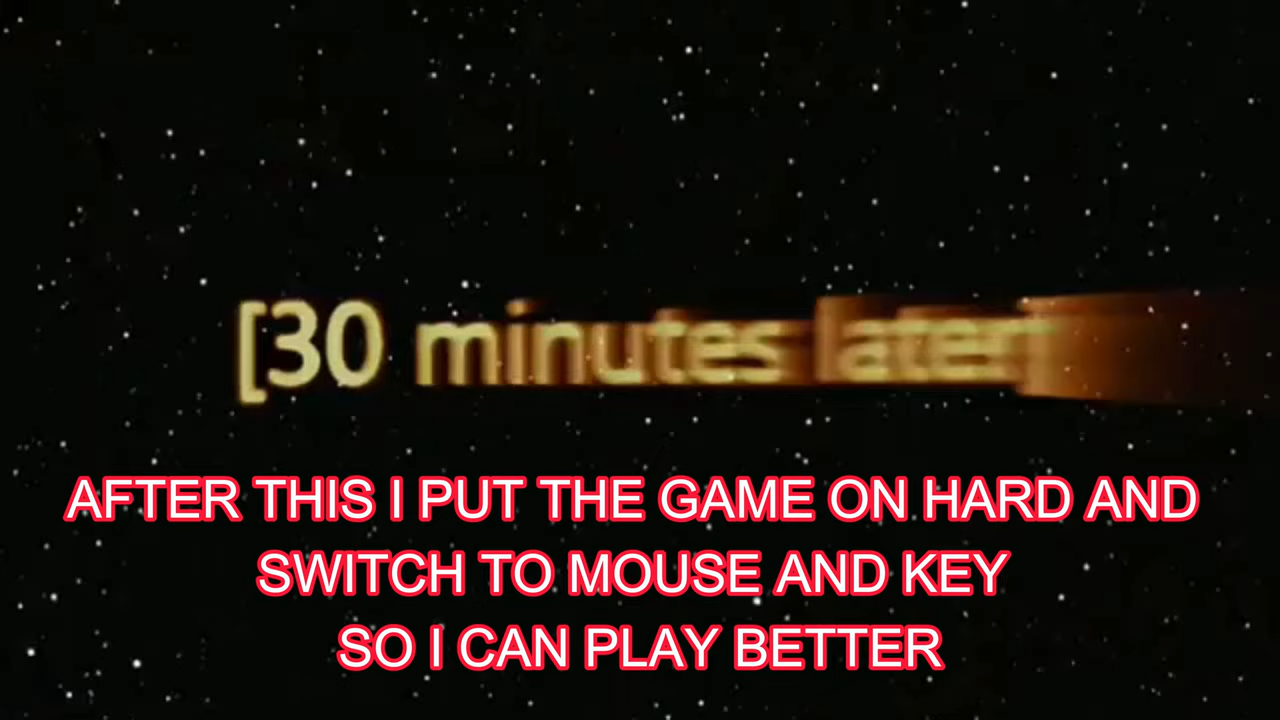 [30 minutes later]
AFTER THIS I PUT THE GAME ON HARD AND
SWITCH TO MOUSE AND KEY
SO I CAN PLAY BETTER